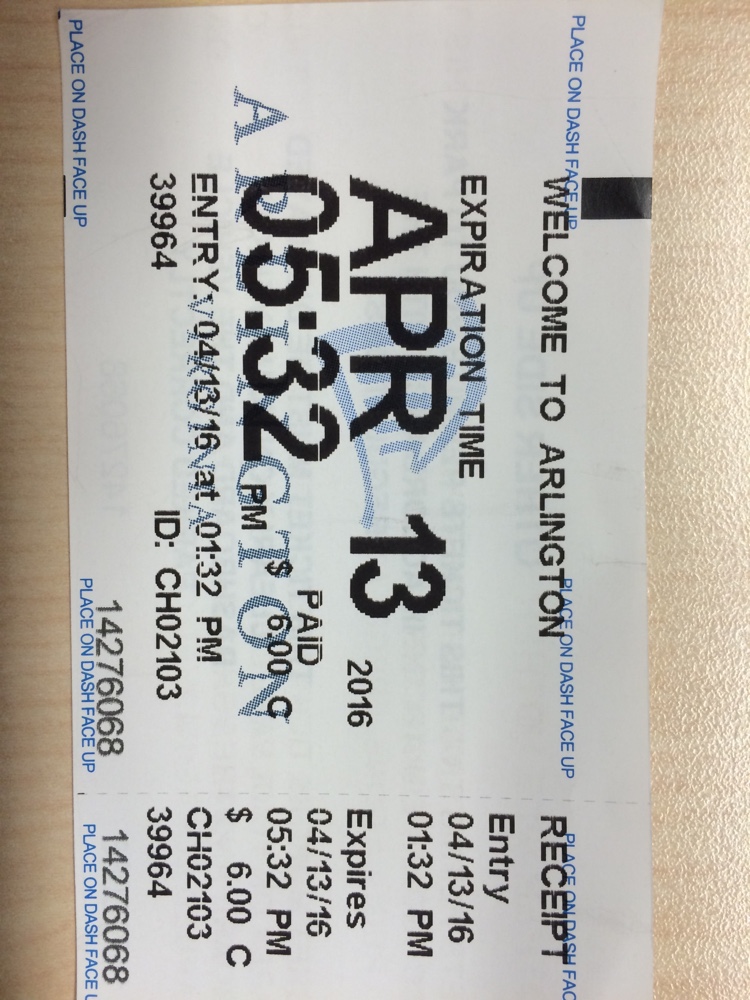 PLACE ON DASH FACE UP
PLACE ON DASH FACE UP
WELCOME TO ARLINGTON
EXPIRATION TIME
APR 13 2016
05:32 PM
PAID
$ 6.00 C
ARLINGTON
VIRGINIA
ENTRY: 04/13/16 at 01:32 PM
39964 ID: CH02103
14276068
PLACE ON DASH FACE UP
PLACE ON DASH FACE UP
PLACE ON DASH FAC
RECEIPT
Entry
04/13/16
01:32 PM
Expires
04/13/16
05:32 PM
$ 6.00 C
CH02103
39964
14276068
PLACE ON DASH FACE U